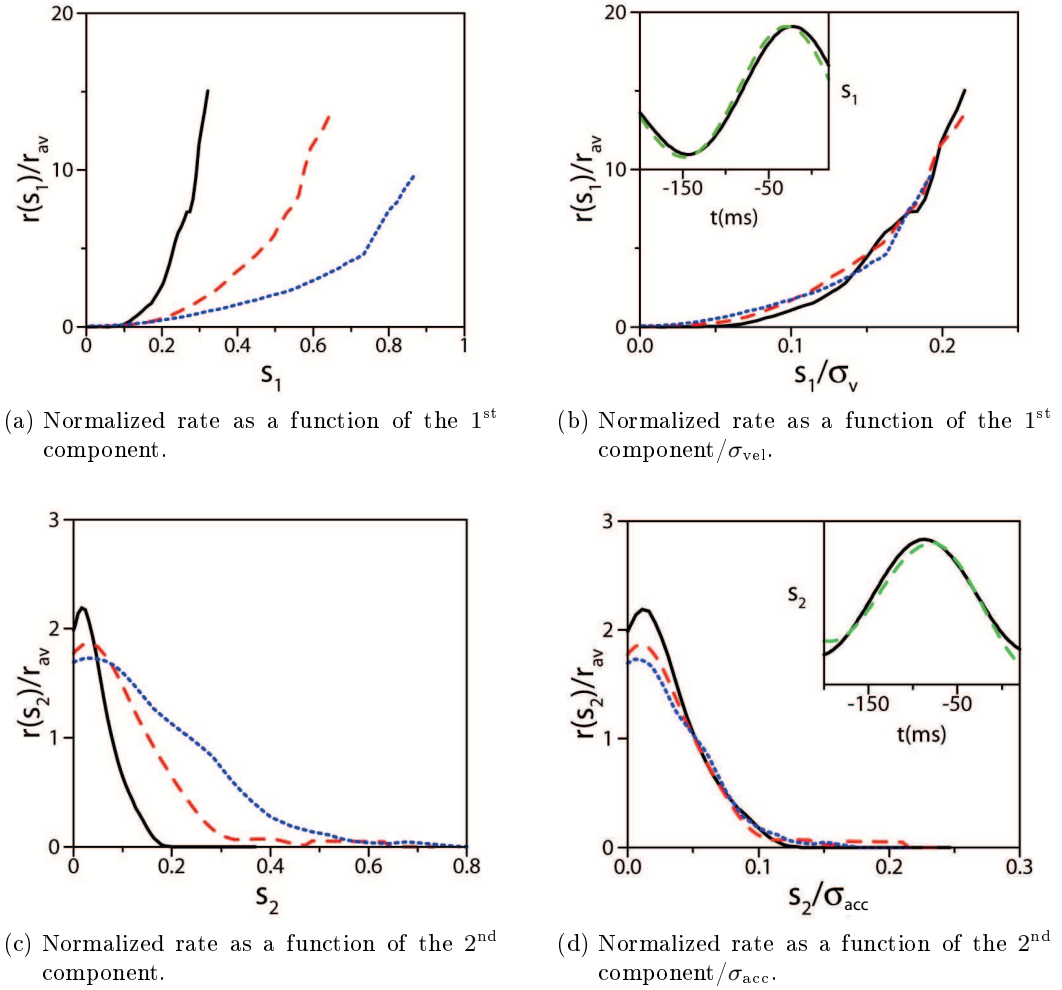 20
10
0
r(s₁)/rₐᵥ
0
0.2
0.4
0.6
0.8
1
s₁
20
10
0
r(s₁)/rₐᵥ
s₁
-150
-50
t(ms)
0.0
0.1
0.2
s₁/σᵥ
(a) Normalized rate as a function of the 1st
component.
(b) Normalized rate as a function of the 1st
component/σvel.
3
2
1
0
r(s₂)/rₐᵥ
0
0.2
0.4
0.6
0.8
s₂
3
2
1
0
r(s₂)/rₐᵥ
s₂
-150
-50
t(ms)
0.0
0.1
0.2
0.3
s₂/σacc
(c) Normalized rate as a function of the 2nd
component.
(d) Normalized rate as a function of the 2nd
component/σacc.